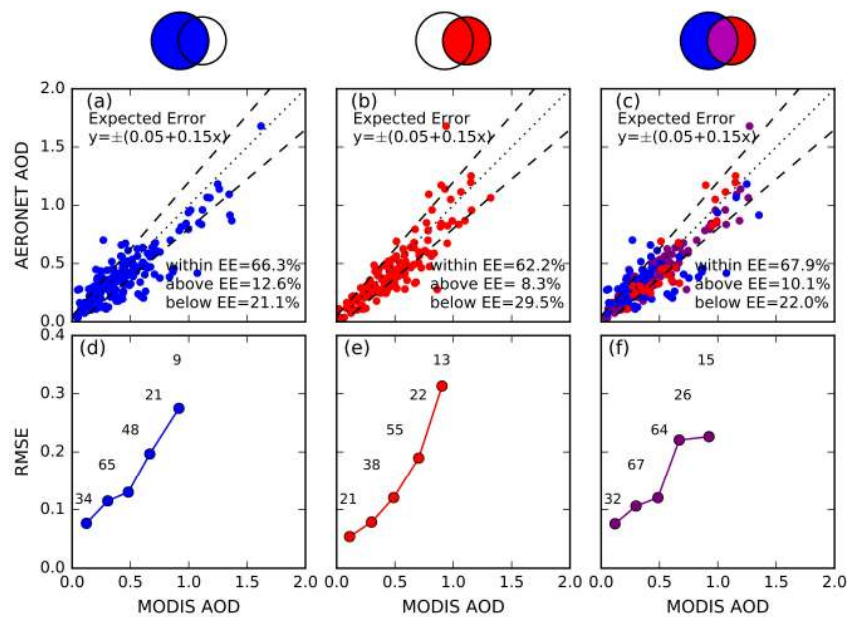 2.0
1.5
1.0
0.5
0.0
AERONET AOD
(a)
Expected Error
y=±(0.05+0.15x)
within EE=66.3%
above EE=12.6%
below EE=21.1%
(b)
Expected Error
y=±(0.05+0.15x)
within EE=62.2%
above EE= 8.3%
below EE=29.5%
(c)
Expected Error
y=±(0.05+0.15x)
within EE=67.9%
above EE=10.1%
below EE=22.0%
0.4
0.3
0.2
0.1
0.0
RMSE
(d)
9
21
48
65
34
0.0 0.5 1.0 1.5 2.0
MODIS AOD
(e)
13
22
55
38
21
0.0 0.5 1.0 1.5 2.0
MODIS AOD
(f)
15
26
64
67
32
0.0 0.5 1.0 1.5 2.0
MODIS AOD